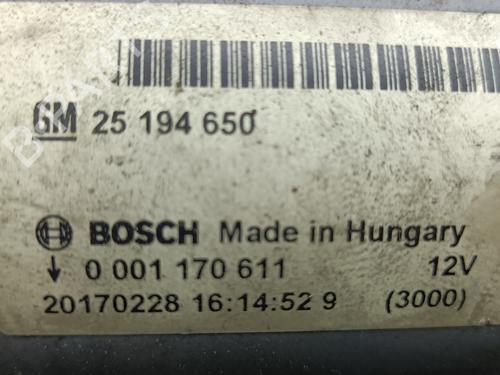 GM 25 194 650
BOSCH Made in Hungary
0 001 170 611 12V
20170228 16:14:52 9 (3000)